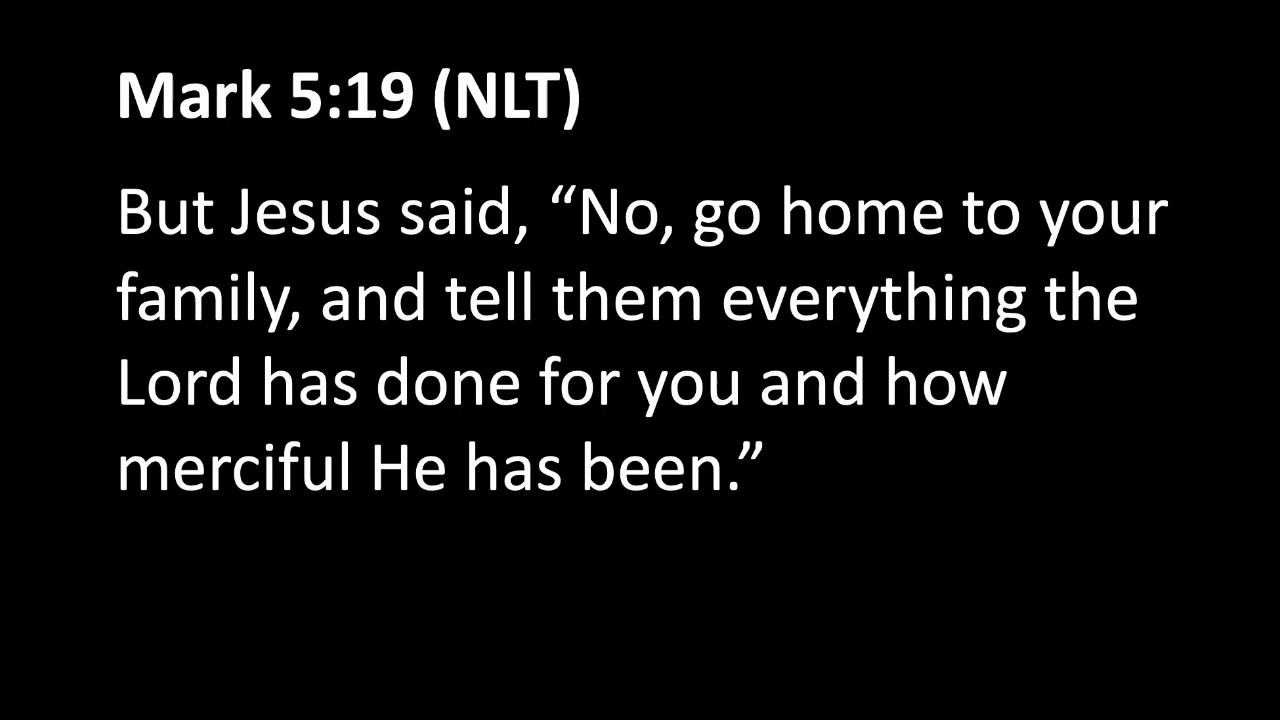 Mark 5:19 (NLT)
But Jesus said, “No, go home to your
family, and tell them everything the
Lord has done for you and how
merciful He has been.”